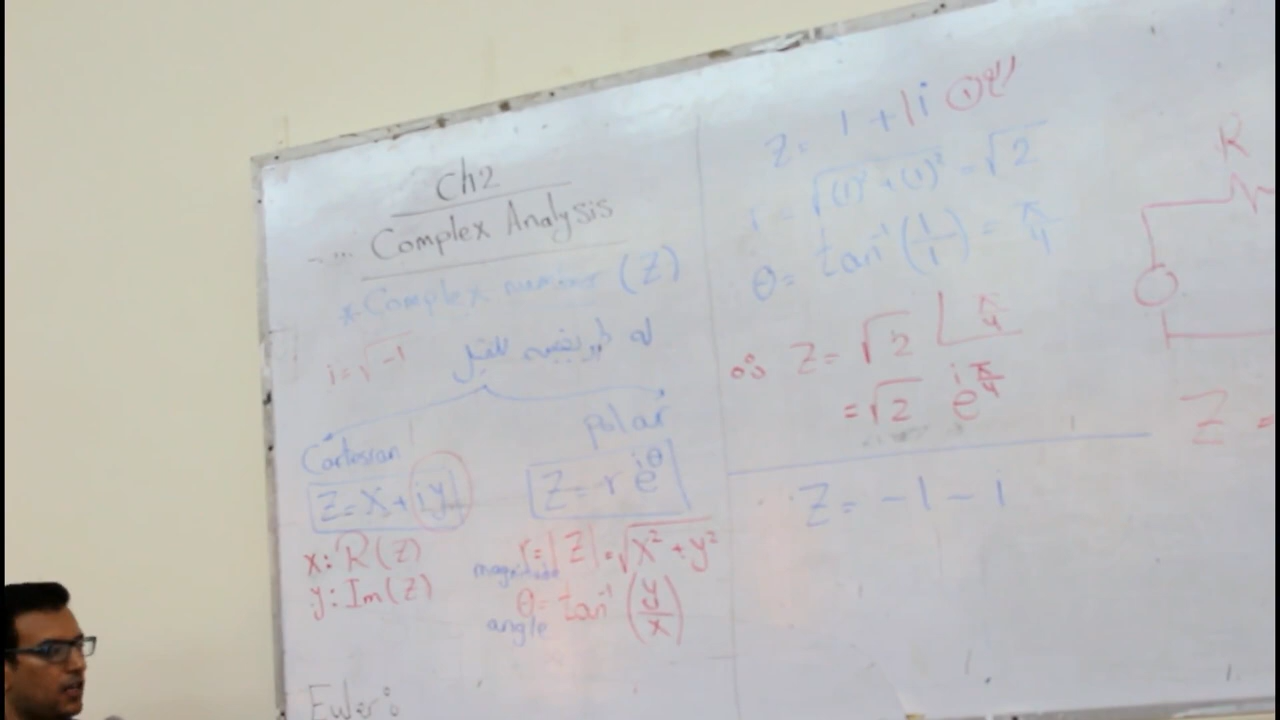 Ch2
Complex Analysis
* Complex number (Z)
i = √-1
Cartesian
Z = X + iy
x: R(Z)
y: Im(Z)
polar
Z = r e^{iθ}
r = |Z| = √(x² + y²)
magnitude
θ = tan⁻¹(y/x)
angle
Euler:
Z = 1 + 1i ①
r = √((1)² + (1)²) = √2
θ = tan⁻¹(1/1) = π/4
∴ Z = √2 ∠ π/4
= √2 e^{iπ/4}
Z = -1 - i
R
Z =